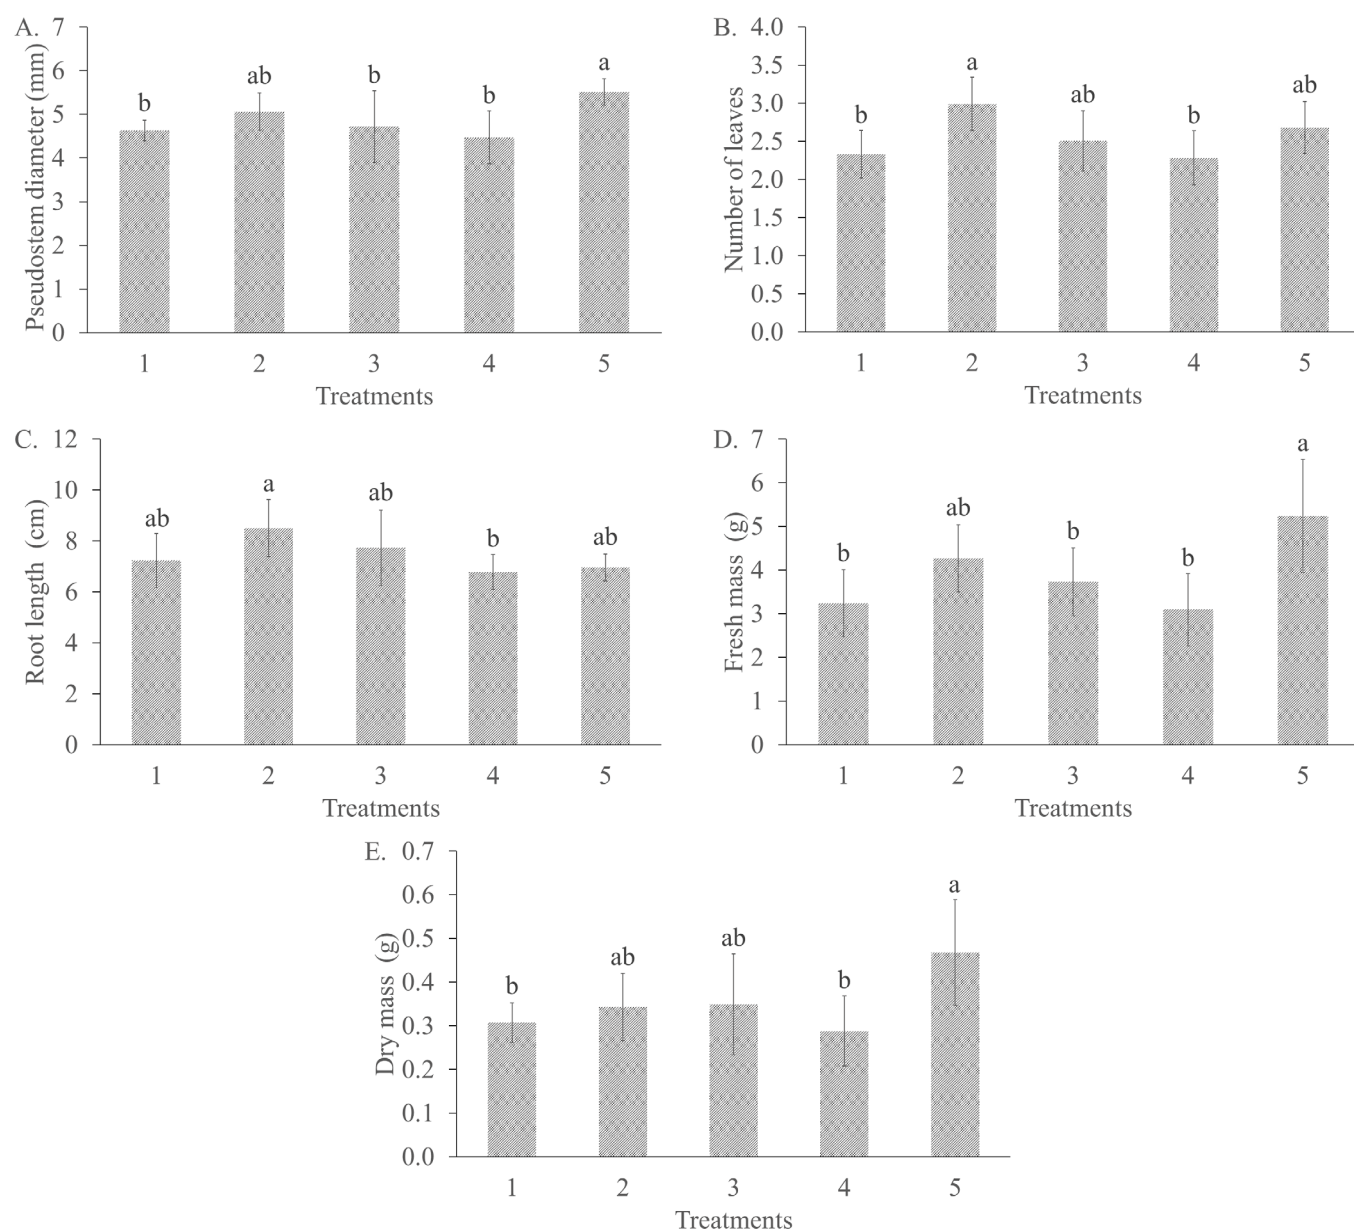 A.
Pseudostem diameter (mm)
7
6
5
4
3
2
1
0
b
ab
b
b
a
1 2 3 4 5
Treatments
B.
Number of leaves
4.0
3.5
3.0
2.5
2.0
1.5
1.0
0.5
0.0
b
a
ab
b
ab
1 2 3 4 5
Treatments
C.
Root length (cm)
12
10
8
6
4
2
0
ab
a
ab
b
ab
1 2 3 4 5
Treatments
D.
Fresh mass (g)
7
6
5
4
3
2
1
0
b
ab
b
b
a
1 2 3 4 5
Treatments
E.
Dry mass (g)
0.7
0.6
0.5
0.4
0.3
0.2
0.1
0.0
b
ab
ab
b
a
1 2 3 4 5
Treatments